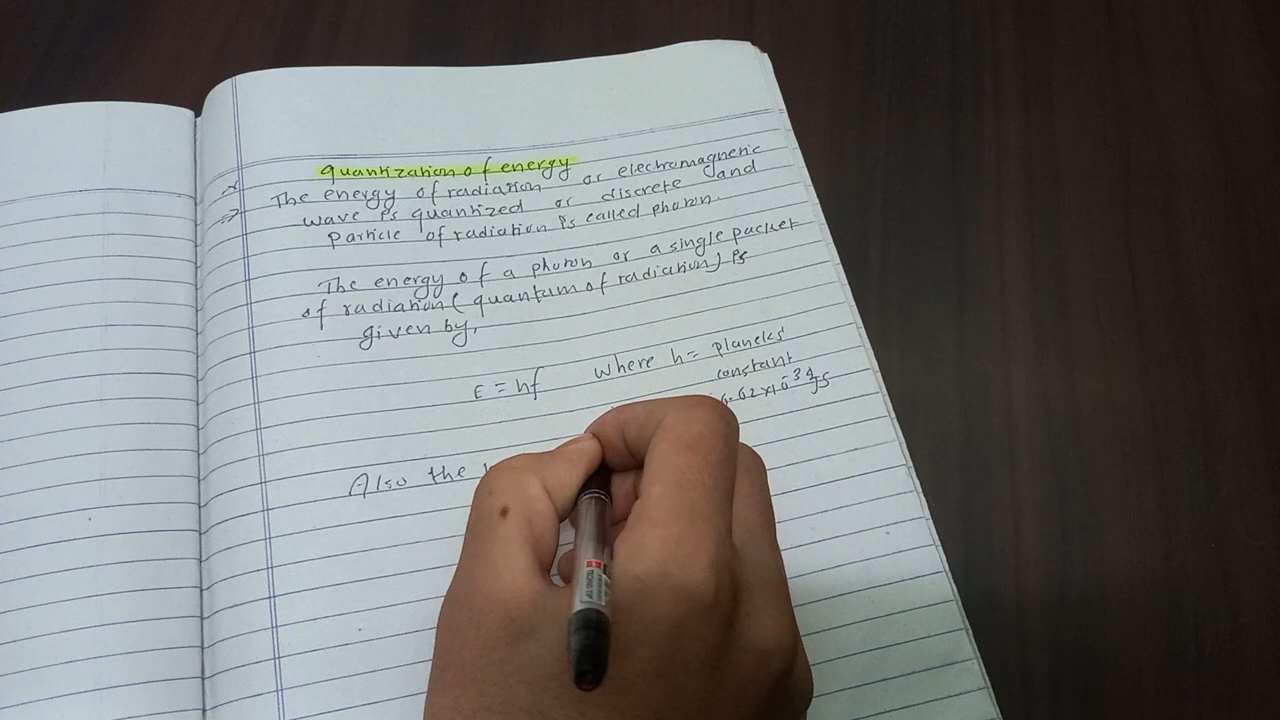 quantization of energy
The energy of radiation or electromagnetic
wave is quantized or discrete and
particle of radiation is called photon.
The energy of a photon or a single packet
of radiation (quantum of radiation) is
given by,
E = hf where h = plancks'
constant
6.62×10⁻³⁴JS
Also the